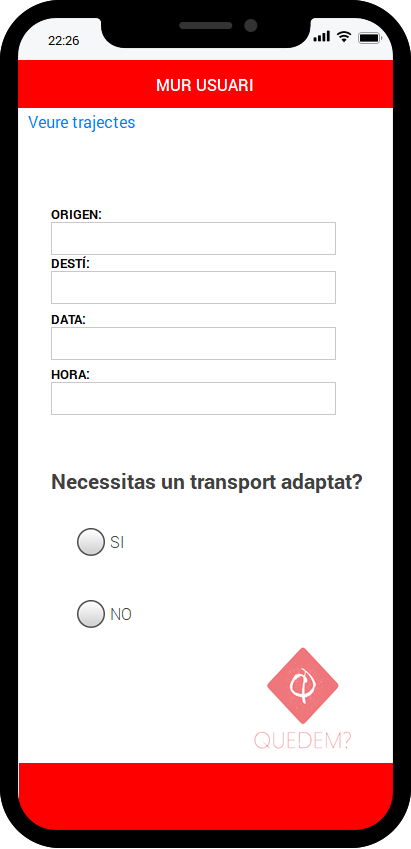 22:26
MUR USUARI
Veure trajectes
ORIGEN:
DESTÍ:
DATA:
HORA:
Necessitas un transport adaptat?
SI
NO
QUEDEM?